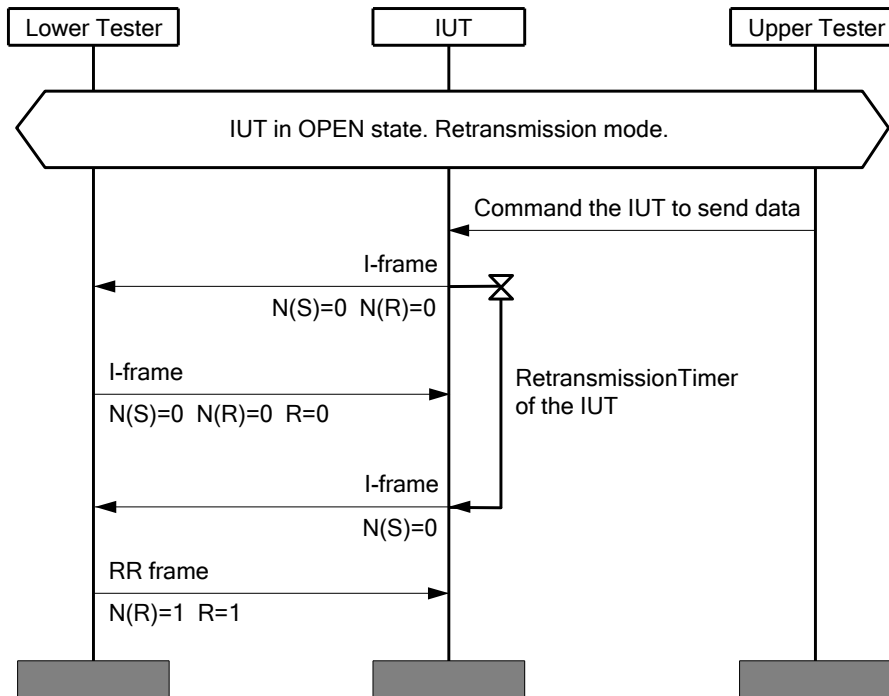 Lower Tester
IUT
Upper Tester
IUT in OPEN state. Retransmission mode.
Command the IUT to send data
I-frame
N(S)=0 N(R)=0
I-frame
N(S)=0 N(R)=0 R=0
RetransmissionTimer
of the IUT
I-frame
N(S)=0
RR frame
N(R)=1 R=1